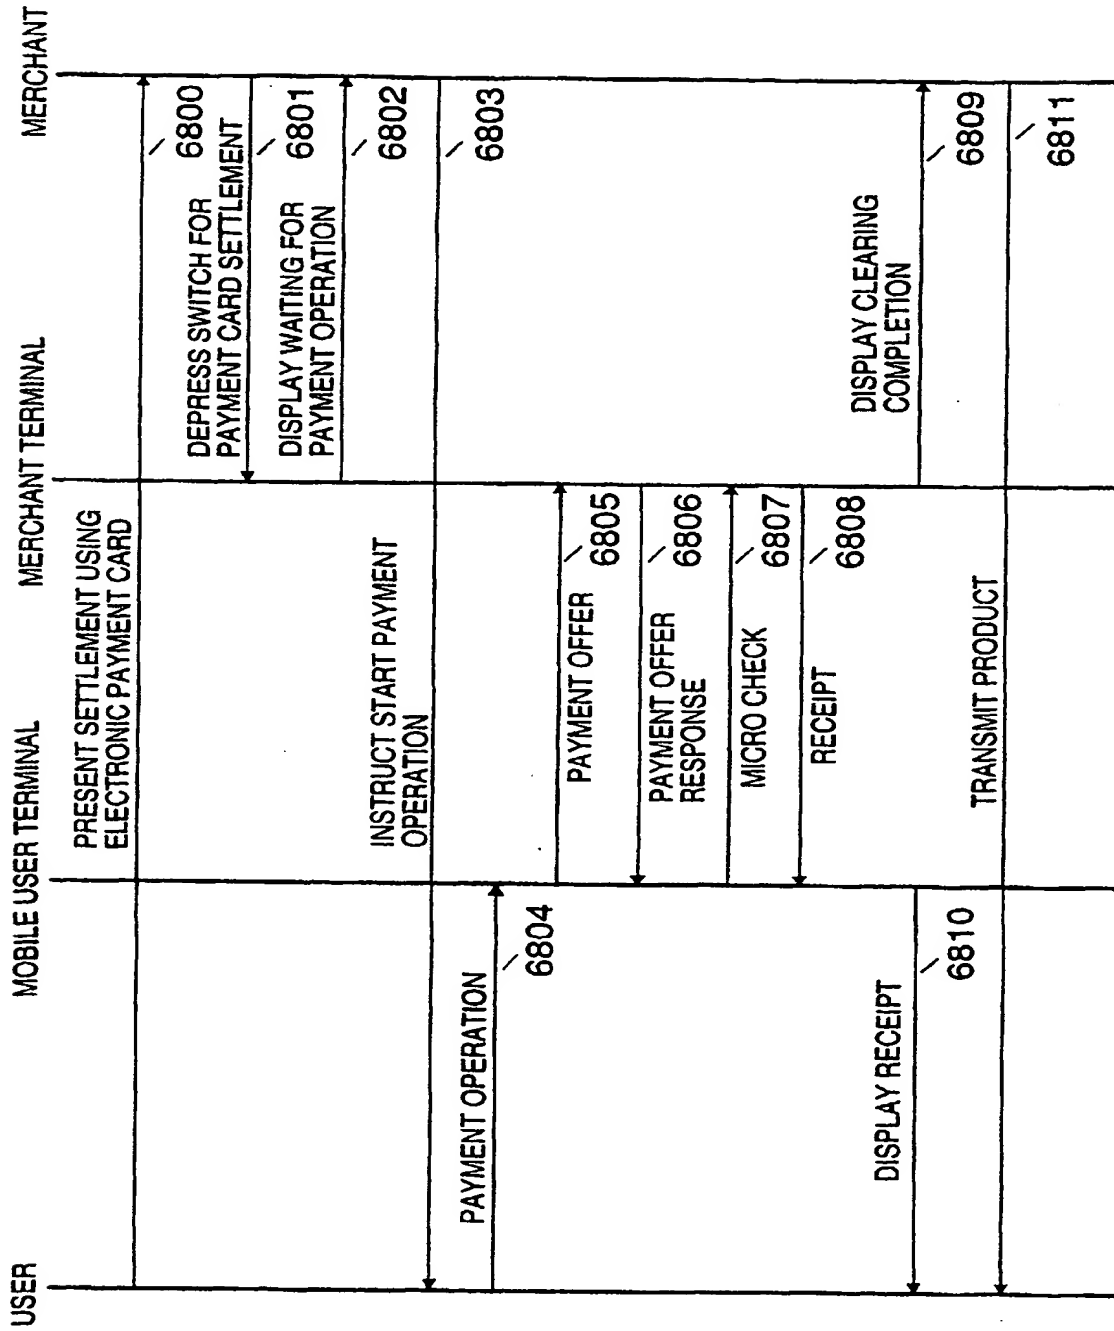 USER
MOBILE USER TERMINAL
MERCHANT TERMINAL
MERCHANT
PRESENT SETTLEMENT USING
ELECTRONIC PAYMENT CARD
6800
DEPRESS SWITCH FOR
PAYMENT CARD SETTLEMENT
6801
DISPLAY WAITING FOR
PAYMENT OPERATION
6802
INSTRUCT START PAYMENT
OPERATION
6803
PAYMENT OPERATION
6804
PAYMENT OFFER
6805
PAYMENT OFFER
RESPONSE
6806
MICRO CHECK
6807
RECEIPT
6808
DISPLAY CLEARING
COMPLETION
6809
DISPLAY RECEIPT
6810
TRANSMIT PRODUCT
6811